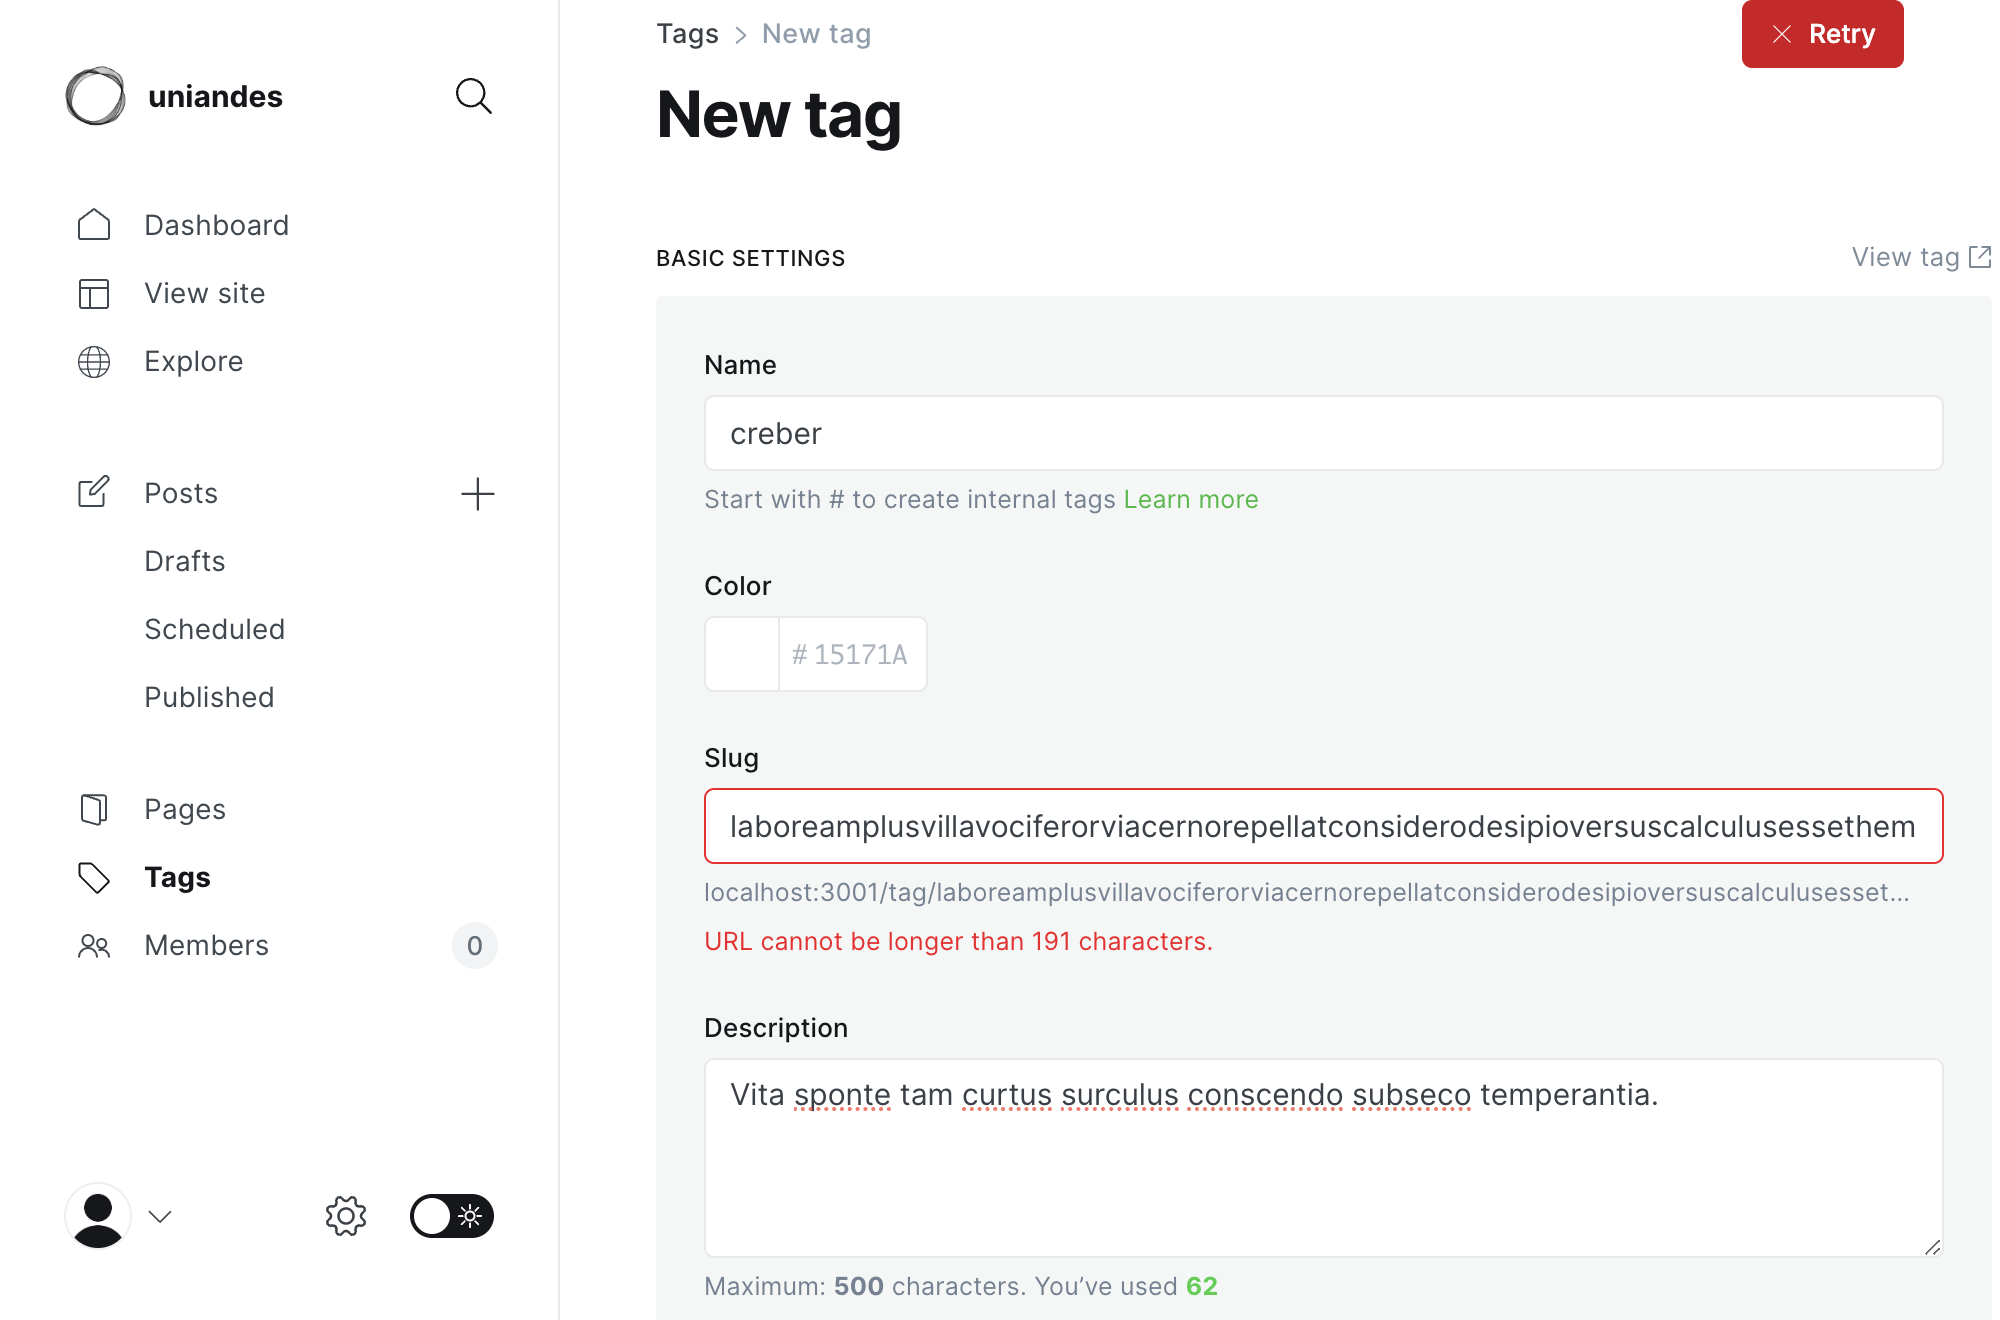 uniandes
Dashboard
View site
Explore
Posts
Drafts
Scheduled
Published
Pages
Tags
Members
0
Tags > New tag
Retry
New tag
BASIC SETTINGS
View tag
Name
creber
Start with # to create internal tags Learn more
Color
# 15171A
Slug
laboreamplusvillavociferorviacernorepellatconsiderodesipioversuscalculusessethem
localhost:3001/tag/laboreamplusvillavociferorviacernorepellatconsiderodesipioversuscalculusesset...
URL cannot be longer than 191 characters.
Description
Vita sponte tam curtus surculus conscendo subseco temperantia.
Maximum: 500 characters. You’ve used 62